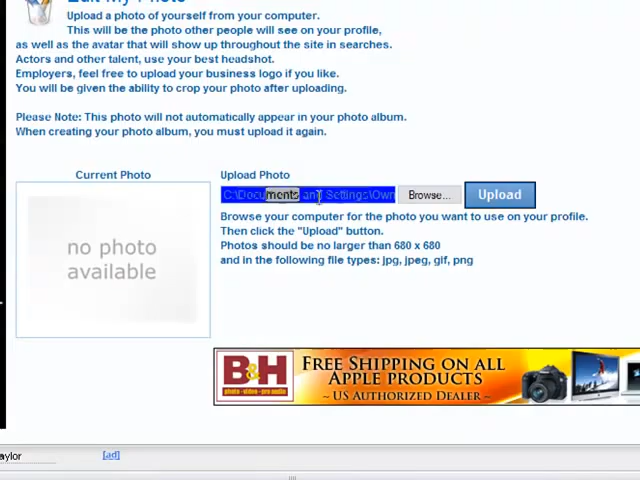 Edit My Photo
Upload a photo of yourself from your computer.
This will be the photo other people will see on your profile,
as well as the avatar that will show up throughout the site in searches.
Actors and other talent, use your best headshot.
Employers, feel free to upload your business logo if you like.
You will be given the ability to crop your photo after uploading.
Please Note: This photo will not automatically appear in your photo album.
When creating your photo album, you must upload it again.
Current Photo
Upload Photo
C:\Documents and Settings\Own
Browse...
Upload
no photo
available
Browse your computer for the photo you want to use on your profile.
Then click the "Upload" button.
Photos should be no larger than 680 x 680
and in the following file types: jpg, jpeg, gif, png
B&H
photo - video - pro audio
FREE SHIPPING ON ALL
APPLE PRODUCTS
~ US AUTHORIZED DEALER ~
aylor
[ad]